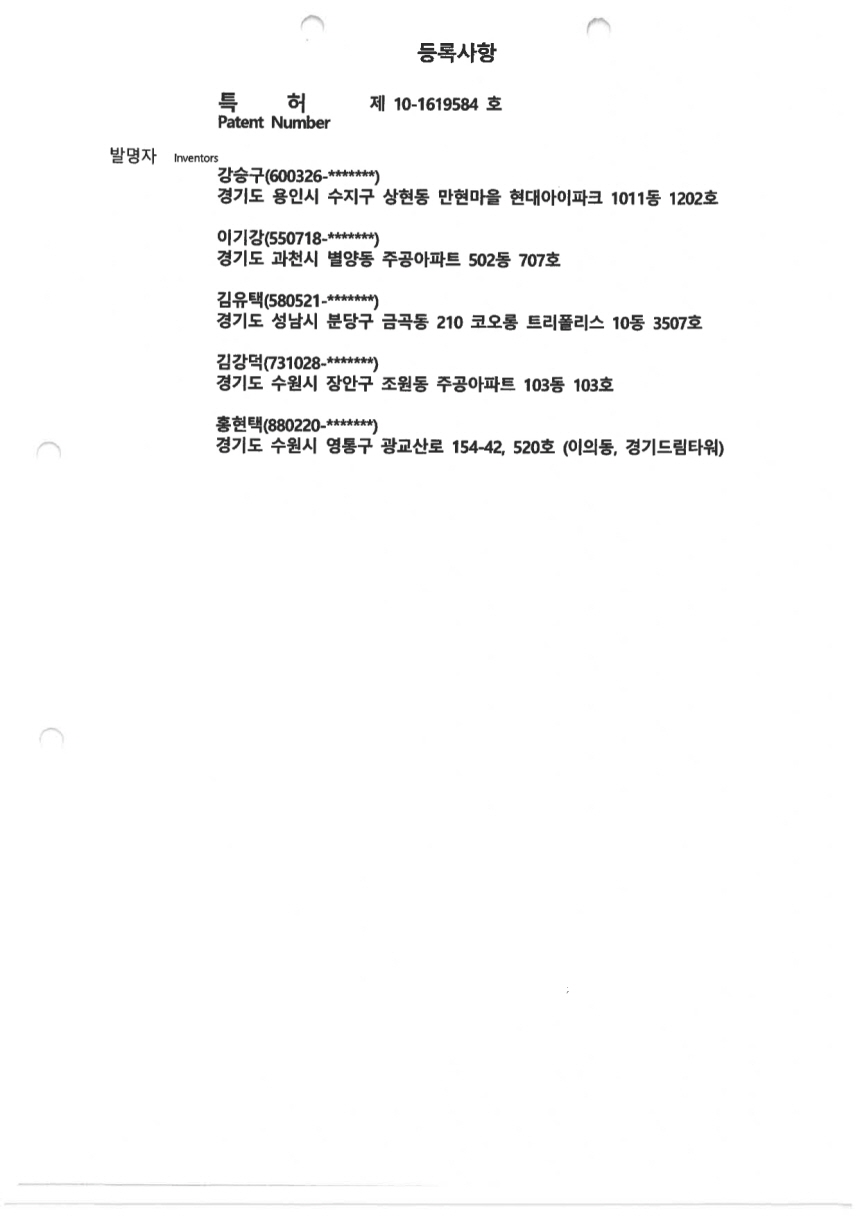 등록사항
특 허 제 10-1619584 호
Patent Number
발명자 Inventors
강승구(600326-*******)
경기도 용인시 수지구 상현동 만현마을 현대아이파크 1011동 1202호
이기강(550718-*******)
경기도 과천시 별양동 주공아파트 502동 707호
김유택(580521-*******)
경기도 성남시 분당구 금곡동 210 코오롱 트리폴리스 10동 3507호
김강덕(731028-*******)
경기도 수원시 장안구 조원동 주공아파트 103동 103호
홍현택(880220-*******)
경기도 수원시 영통구 광교산로 154-42, 520호 (이의동, 경기드림타워)